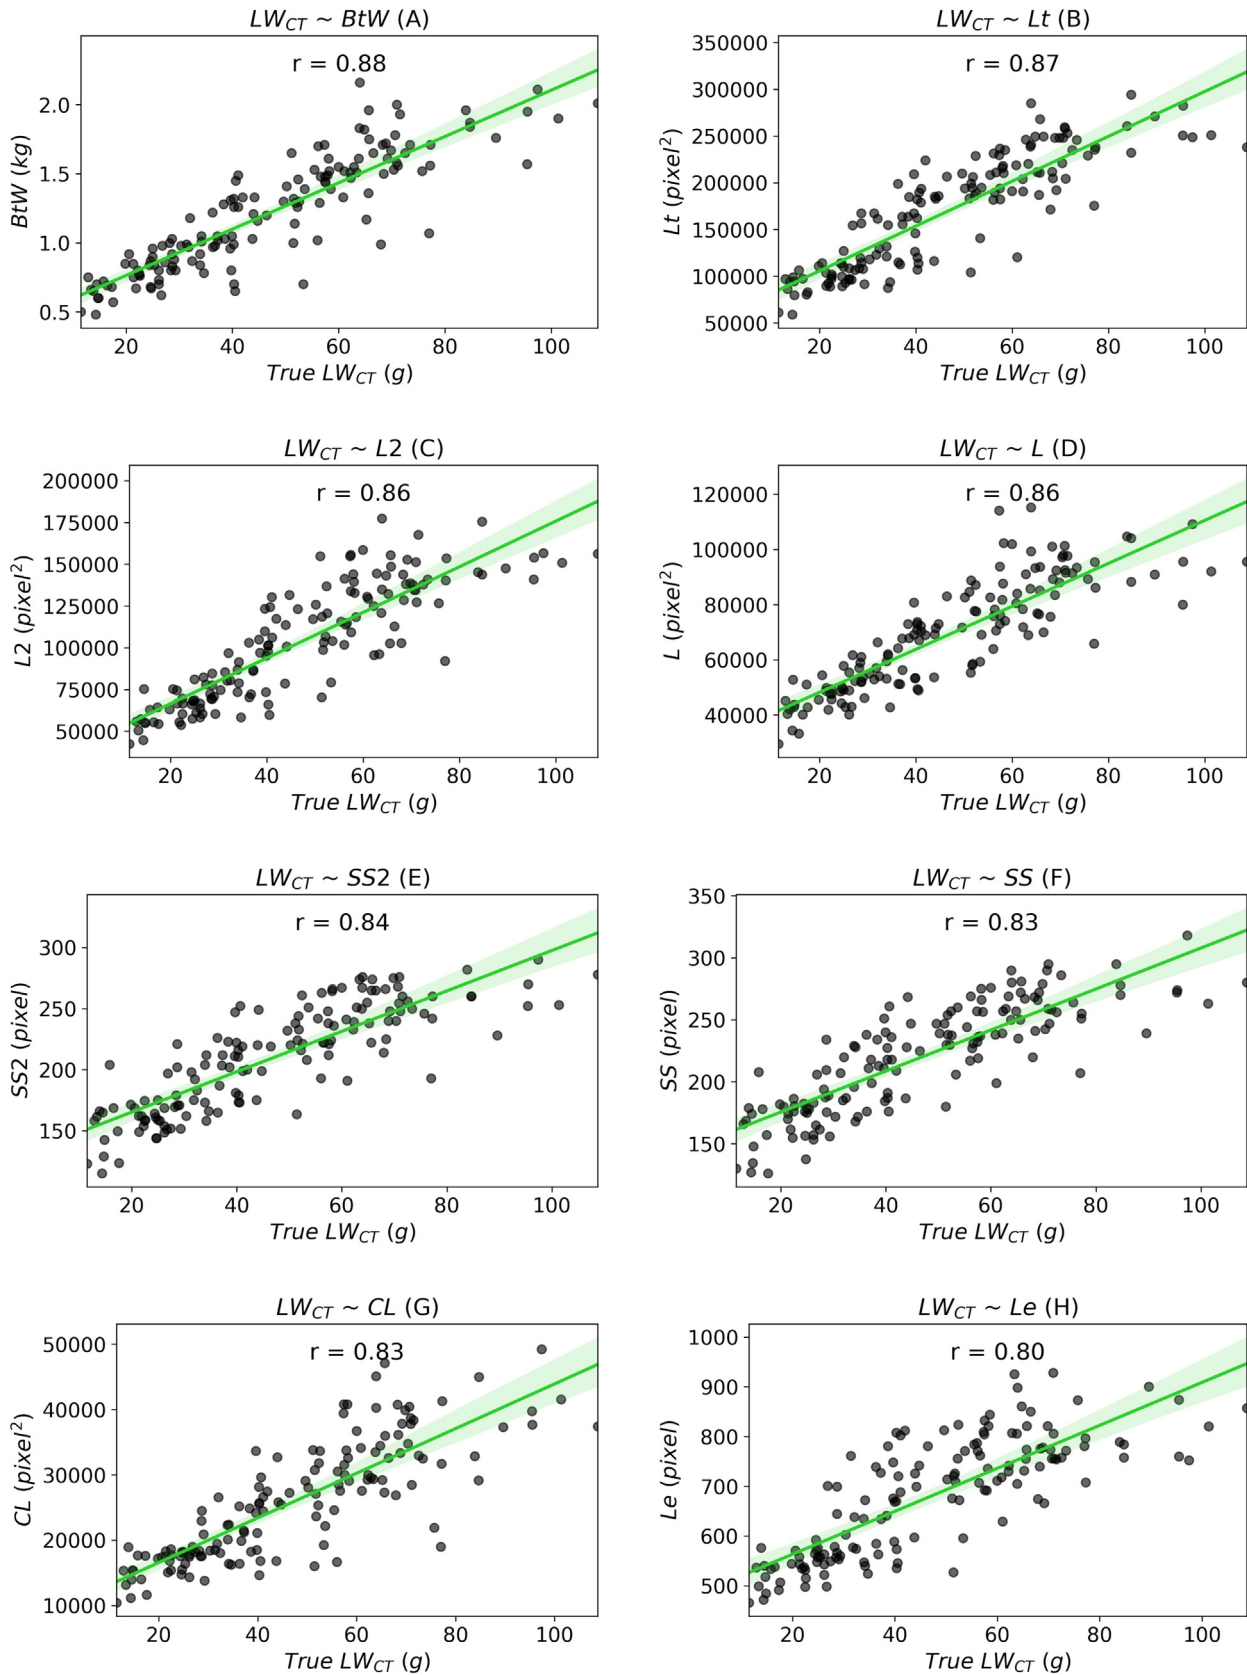 LW_CT ~ BtW (A)
r = 0.88
BtW (kg)
2.0
1.5
1.0
0.5
20 40 60 80 100
True LW_CT (g)
LW_CT ~ Lt (B)
r = 0.87
Lt (pixel²)
350000
300000
250000
200000
150000
100000
50000
20 40 60 80 100
True LW_CT (g)
LW_CT ~ L2 (C)
r = 0.86
L2 (pixel²)
200000
175000
150000
125000
100000
75000
50000
20 40 60 80 100
True LW_CT (g)
LW_CT ~ L (D)
r = 0.86
L (pixel²)
120000
100000
80000
60000
40000
20 40 60 80 100
True LW_CT (g)
LW_CT ~ SS2 (E)
r = 0.84
SS2 (pixel)
300
250
200
150
20 40 60 80 100
True LW_CT (g)
LW_CT ~ SS (F)
r = 0.83
SS (pixel)
350
300
250
200
150
20 40 60 80 100
True LW_CT (g)
LW_CT ~ CL (G)
r = 0.83
CL (pixel²)
50000
40000
30000
20000
10000
20 40 60 80 100
True LW_CT (g)
LW_CT ~ Le (H)
r = 0.80
Le (pixel)
1000
900
800
700
600
500
20 40 60 80 100
True LW_CT (g)